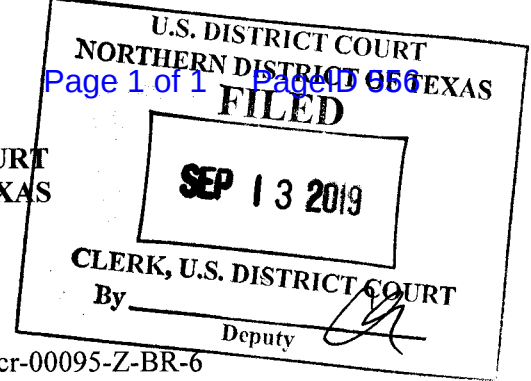 U.S. DISTRICT COURT
NORTHERN DISTRICT OF TEXAS
Page 1 of 1 PageID 556
FILED
URT
XAS
SEP 13 2019
CLERK, U.S. DISTRICT COURT
By
Deputy
cr-00095-Z-BR-6